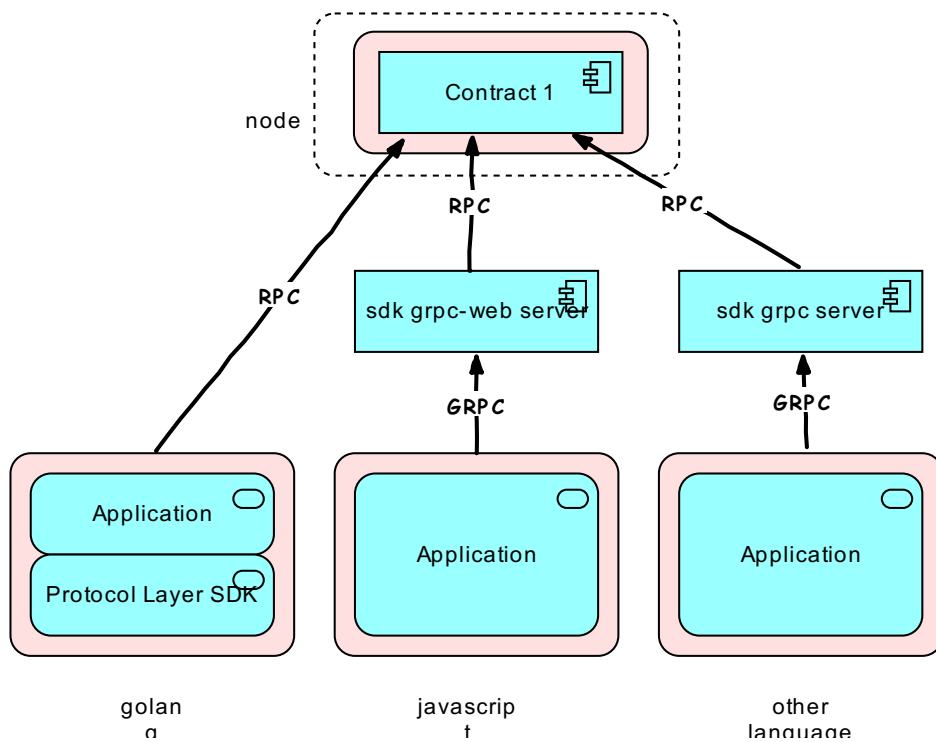 Contract 1
node
RPC
RPC
RPC
sdk grpc-web server
sdk grpc server
GRPC
GRPC
Application
Protocol Layer SDK
Application
Application
golan
g
javascrip
t
other
language